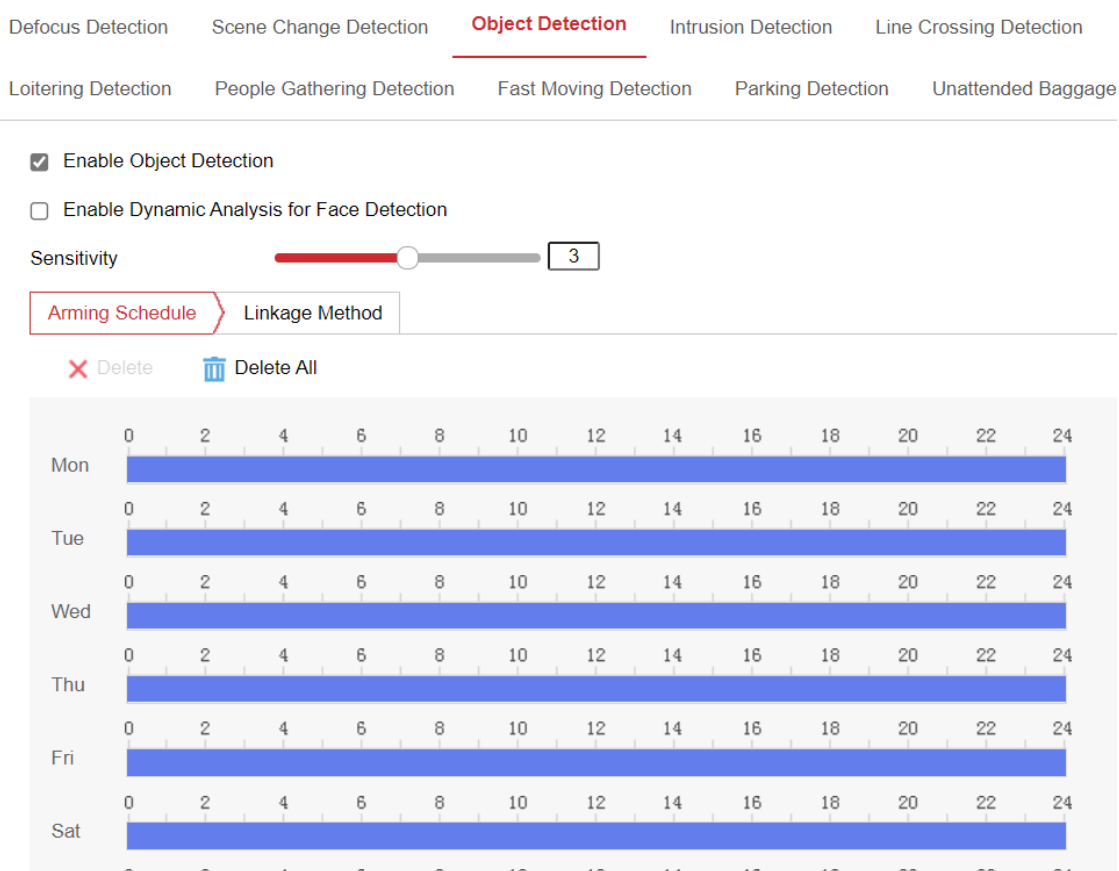 Defocus Detection Scene Change Detection Object Detection Intrusion Detection Line Crossing Detection
Loitering Detection People Gathering Detection Fast Moving Detection Parking Detection Unattended Baggage
Enable Object Detection
Enable Dynamic Analysis for Face Detection
Sensitivity 3
Arming Schedule Linkage Method
Delete Delete All
0 2 4 6 8 10 12 14 16 18 20 22 24
Mon
0 2 4 6 8 10 12 14 16 18 20 22 24
Tue
0 2 4 6 8 10 12 14 16 18 20 22 24
Wed
0 2 4 6 8 10 12 14 16 18 20 22 24
Thu
0 2 4 6 8 10 12 14 16 18 20 22 24
Fri
0 2 4 6 8 10 12 14 16 18 20 22 24
Sat